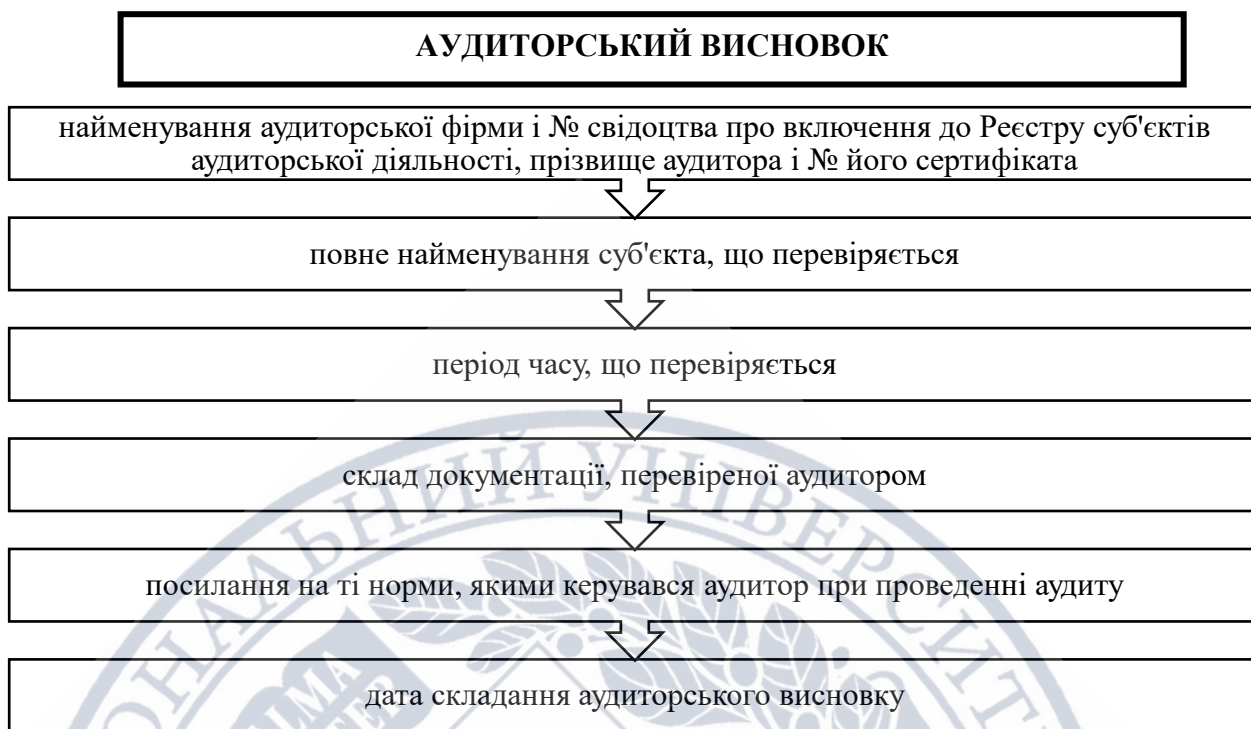 АУДИТОРСЬКИЙ ВИСНОВОК
найменування аудиторської фірми і № свідоцтва про включення до Реєстру суб'єктів
аудиторської діяльності, прізвище аудитора і № його сертифіката
повне найменування суб'єкта, що перевіряється
період часу, що перевіряється
склад документації, перевіреної аудитором
посилання на ті норми, якими керувався аудитор при проведенні аудиту
дата складання аудиторського висновку